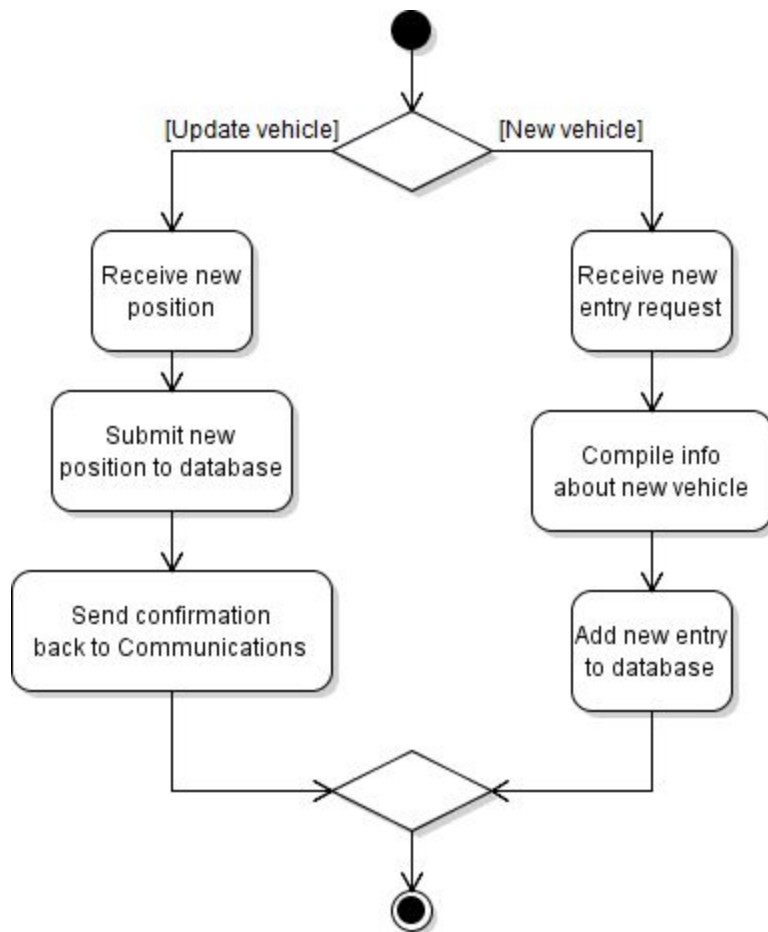 [Update vehicle]
[New vehicle]
Receive new
position
Receive new
entry request
Submit new
position to database
Compile info
about new vehicle
Send confirmation
back to Communications
Add new entry
to database